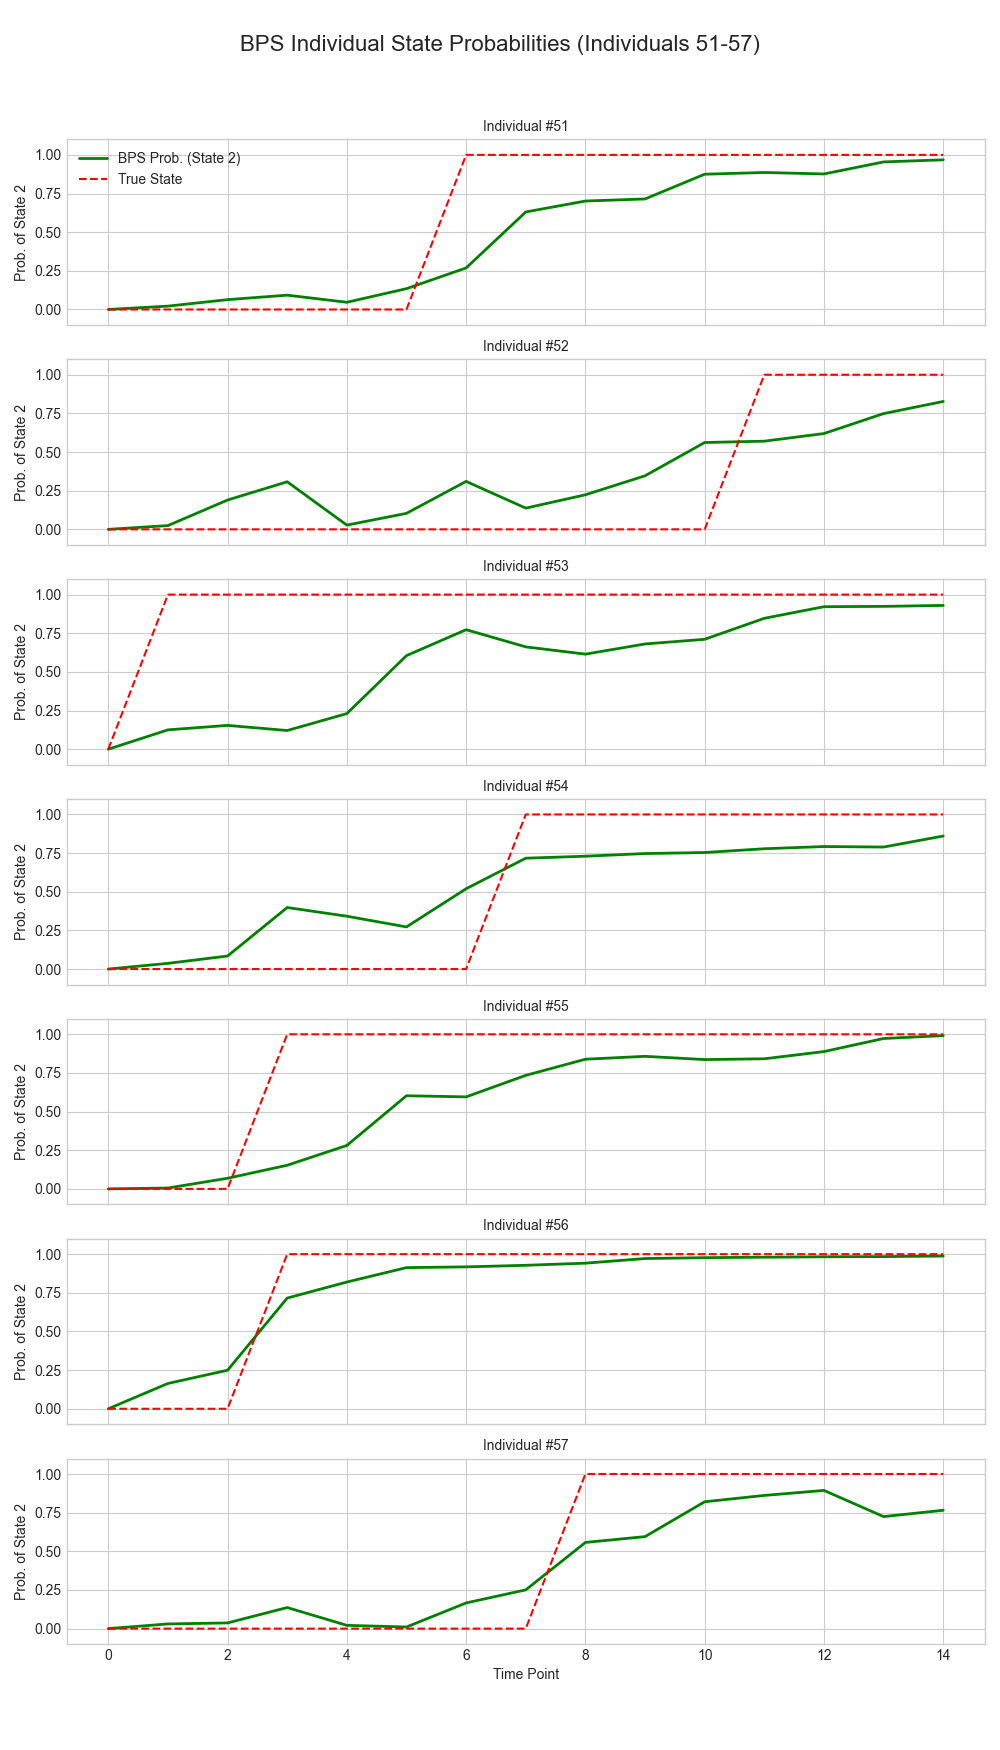 BPS Individual State Probabilities (Individuals 51-57)
Individual #51
1.00
0.75
0.50
0.25
0.00
Prob. of State 2
BPS Prob. (State 2)
True State
Individual #52
1.00
0.75
0.50
0.25
0.00
Prob. of State 2
Individual #53
1.00
0.75
0.50
0.25
0.00
Prob. of State 2
Individual #54
1.00
0.75
0.50
0.25
0.00
Prob. of State 2
Individual #55
1.00
0.75
0.50
0.25
0.00
Prob. of State 2
Individual #56
1.00
0.75
0.50
0.25
0.00
Prob. of State 2
Individual #57
1.00
0.75
0.50
0.25
0.00
Prob. of State 2
0 2 4 6 8 10 12 14
Time Point